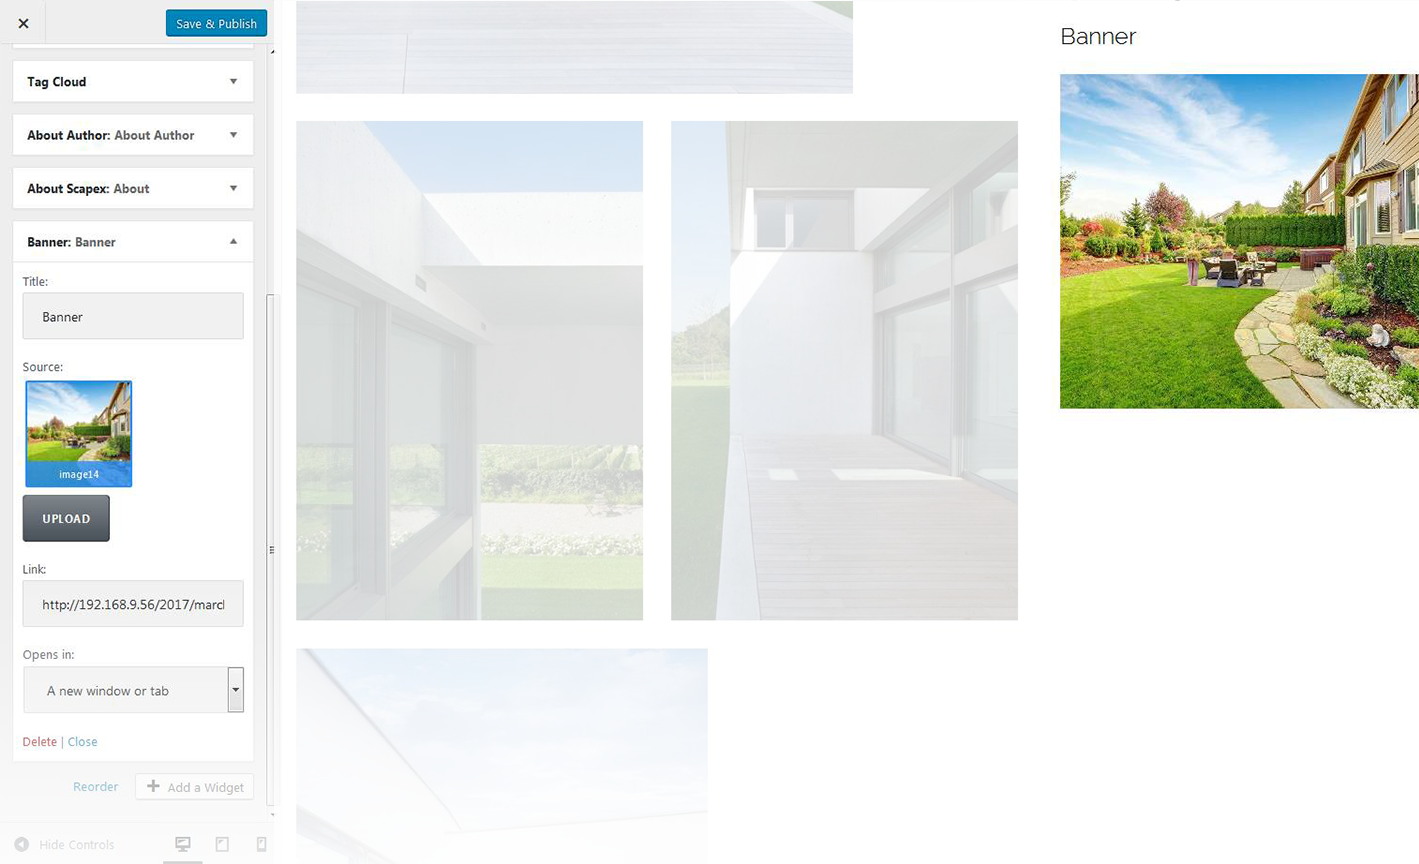 Save & Publish
Tag Cloud
About Author: About Author
About Scapex: About
Banner: Banner
Title:
Banner
Source:
image14
UPLOAD
Link:
http://192.168.9.56/2017/marcl
Opens in:
A new window or tab
Delete | Close
Reorder
Add a Widget
Hide Controls
Banner